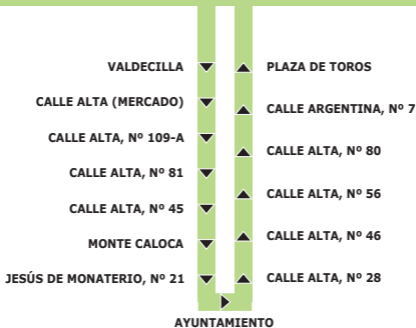 VALDECILLA
CALLE ALTA (MERCADO)
CALLE ALTA, Nº 109-A
CALLE ALTA, Nº 81
CALLE ALTA, Nº 45
MONTE CALOCA
JESÚS DE MONATERIO, Nº 21
PLAZA DE TOROS
CALLE ARGENTINA, Nº 7
CALLE ALTA, Nº 80
CALLE ALTA, Nº 56
CALLE ALTA, Nº 46
CALLE ALTA, Nº 28
AYUNTAMIENTO